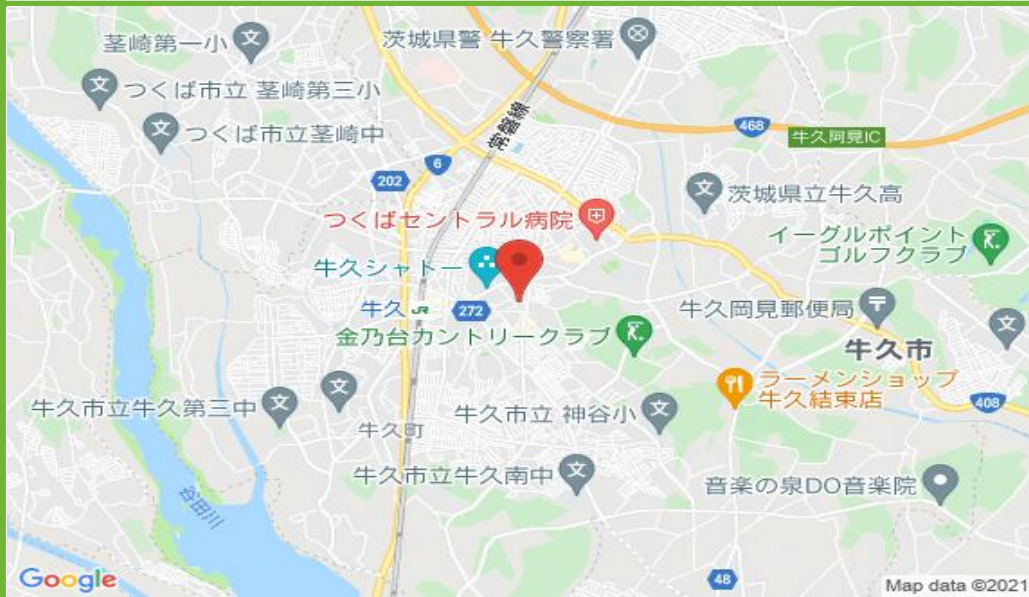 茎崎第一小
茨城県警 牛久警察署
つくば市立 茎崎第三小
つくば市立茎崎中
常磐線
468
牛久阿見IC
6
202
茨城県立牛久高
つくばセントラル病院
イーグルポイント
ゴルフクラブ
牛久シャトー
牛久 JR
272
牛久岡見郵便局
金乃台カントリークラブ
牛久市
ラーメンショップ
牛久結束店
408
牛久市立牛久第三中
牛久市立 神谷小
牛久町
牛久市立牛久南中
音楽の泉DO音楽院
谷田川
48
Google
Map data ©2021